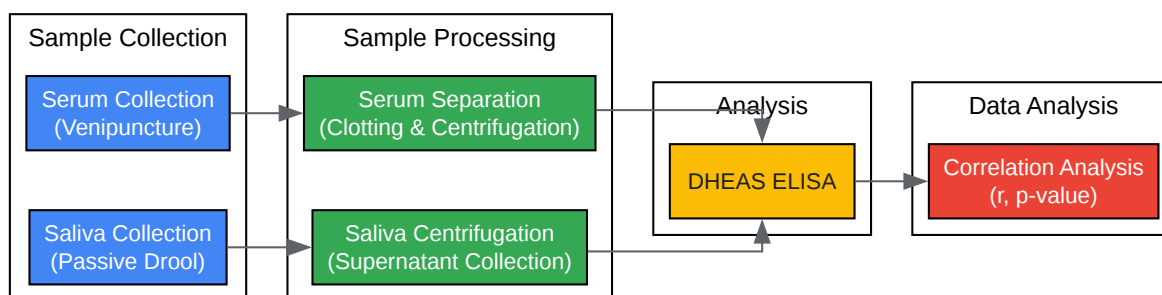 Sample Collection
Serum Collection
(Venipuncture)
Saliva Collection
(Passive Drool)
Sample Processing
Serum Separation
(Clotting & Centrifugation)
Saliva Centrifugation
(Supernatant Collection)
Analysis
DHEAS ELISA
Data Analysis
Correlation Analysis
(r, p-value)